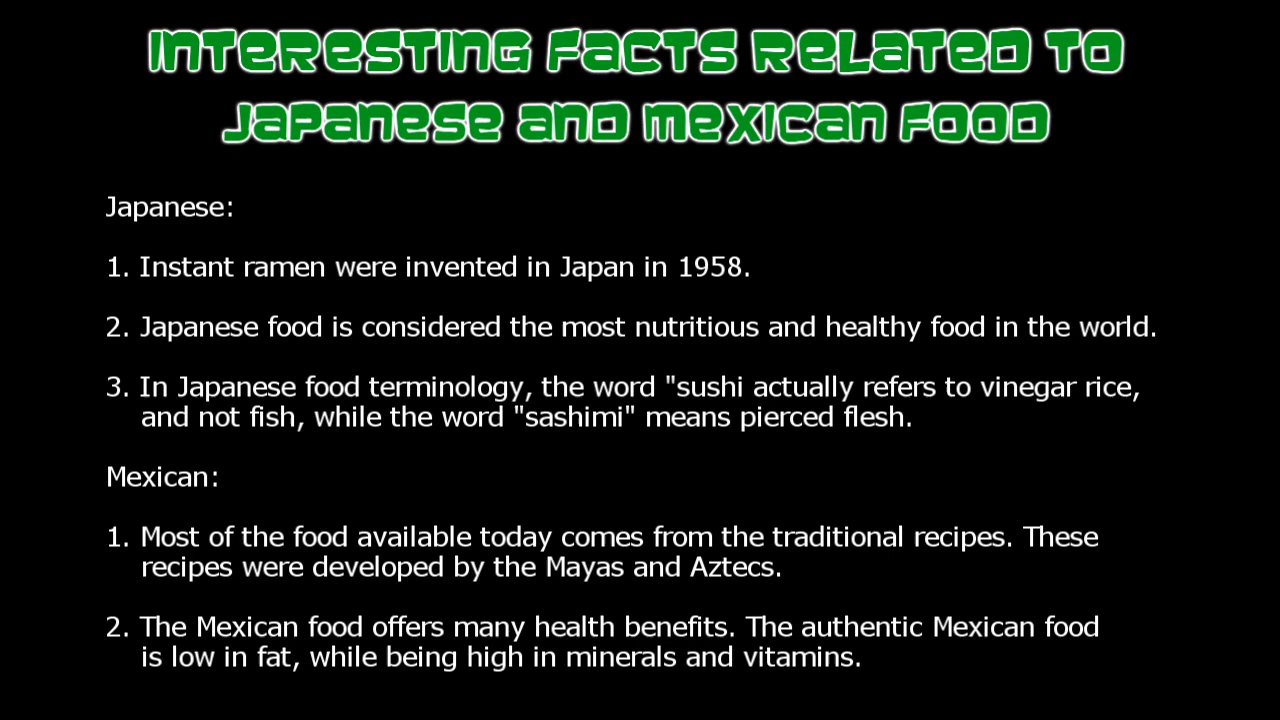 INTERESTING FACTS RELATED TO
JAPANESE AND MEXICAN FOOD
Japanese:
1. Instant ramen were invented in Japan in 1958.
2. Japanese food is considered the most nutritious and healthy food in the world.
3. In Japanese food terminology, the word "sushi actually refers to vinegar rice,
and not fish, while the word "sashimi" means pierced flesh.
Mexican:
1. Most of the food available today comes from the traditional recipes. These
recipes were developed by the Mayas and Aztecs.
2. The Mexican food offers many health benefits. The authentic Mexican food
is low in fat, while being high in minerals and vitamins.